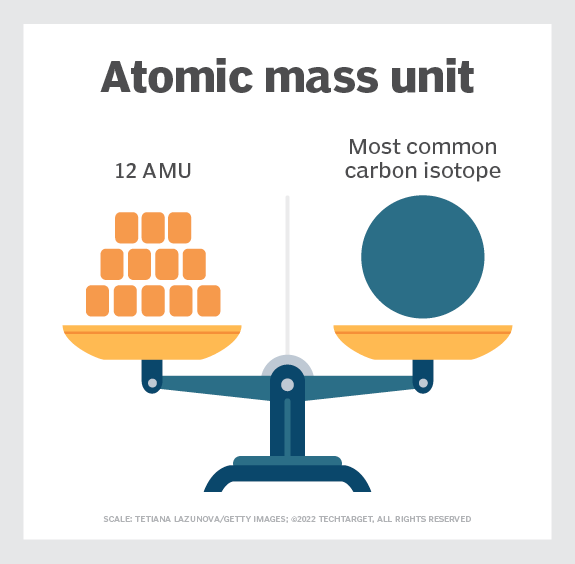 Atomic mass unit
12 AMU
Most common
carbon isotope
SCALE: TETIANA LAZUNOVA/GETTY IMAGES; ©2022 TECHTARGET, ALL RIGHTS RESERVED